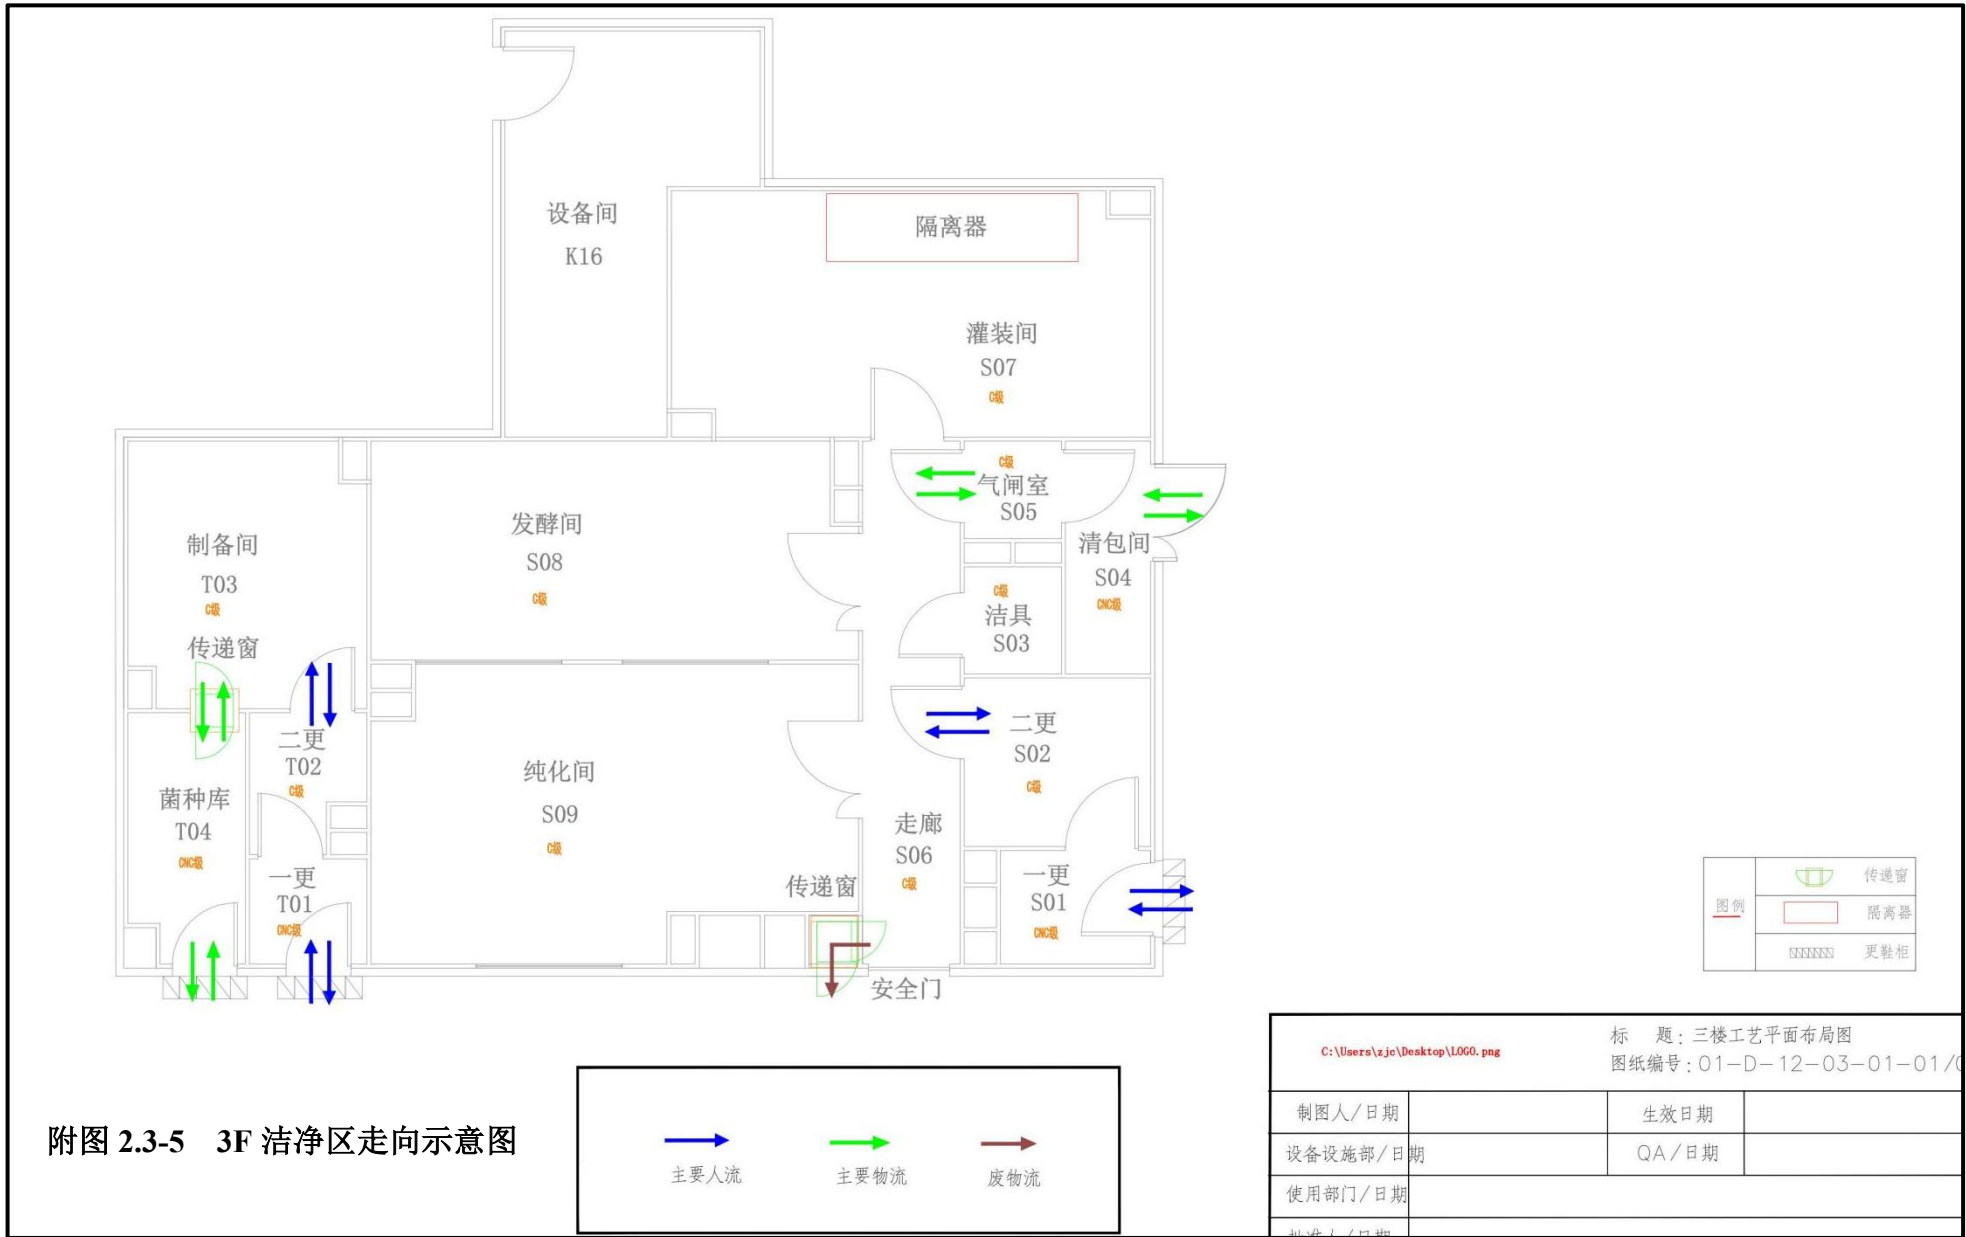 设备间
K16
隔离器
灌装间
S07
C级
C级
气闸室
S05
制备间
T03
C级
发酵间
S08
C级
清包间
S04
CNC级
C级
洁具
S03
传递窗
二更
T02
C级
二更
S02
C级
菌种库
T04
CNC级
纯化间
S09
C级
走廊
S06
C级
一更
T01
CNC级
一更
S01
CNC级
传递窗
安全门
图例
传递窗
隔离器
更鞋柜
C:\Users\zjc\Desktop\LOGO.png
标 题：三楼工艺平面布局图
图纸编号：01-D-12-03-01-01/
制图人/日期
生效日期
设备设施部/日期
QA/日期
使用部门/日期
附图 2.3-5 3F 洁净区走向示意图
主要人流
主要物流
废物流